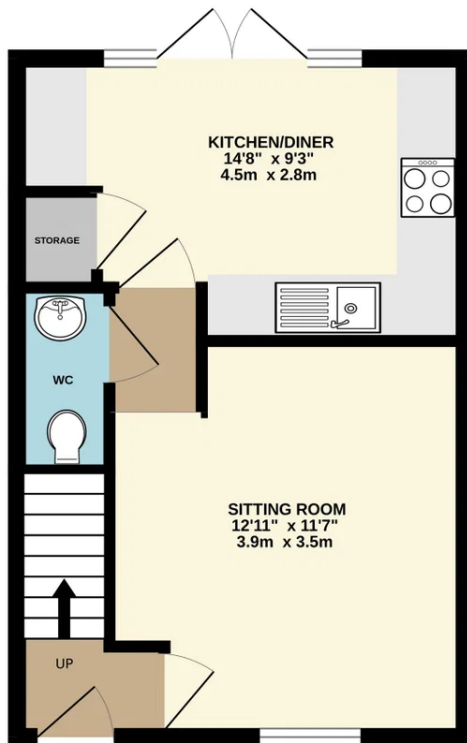 KITCHEN/DINER
14'8" x 9'3"
4.5m x 2.8m
STORAGE
WC
SITTING ROOM
12'11" x 11'7"
3.9m x 3.5m
UP